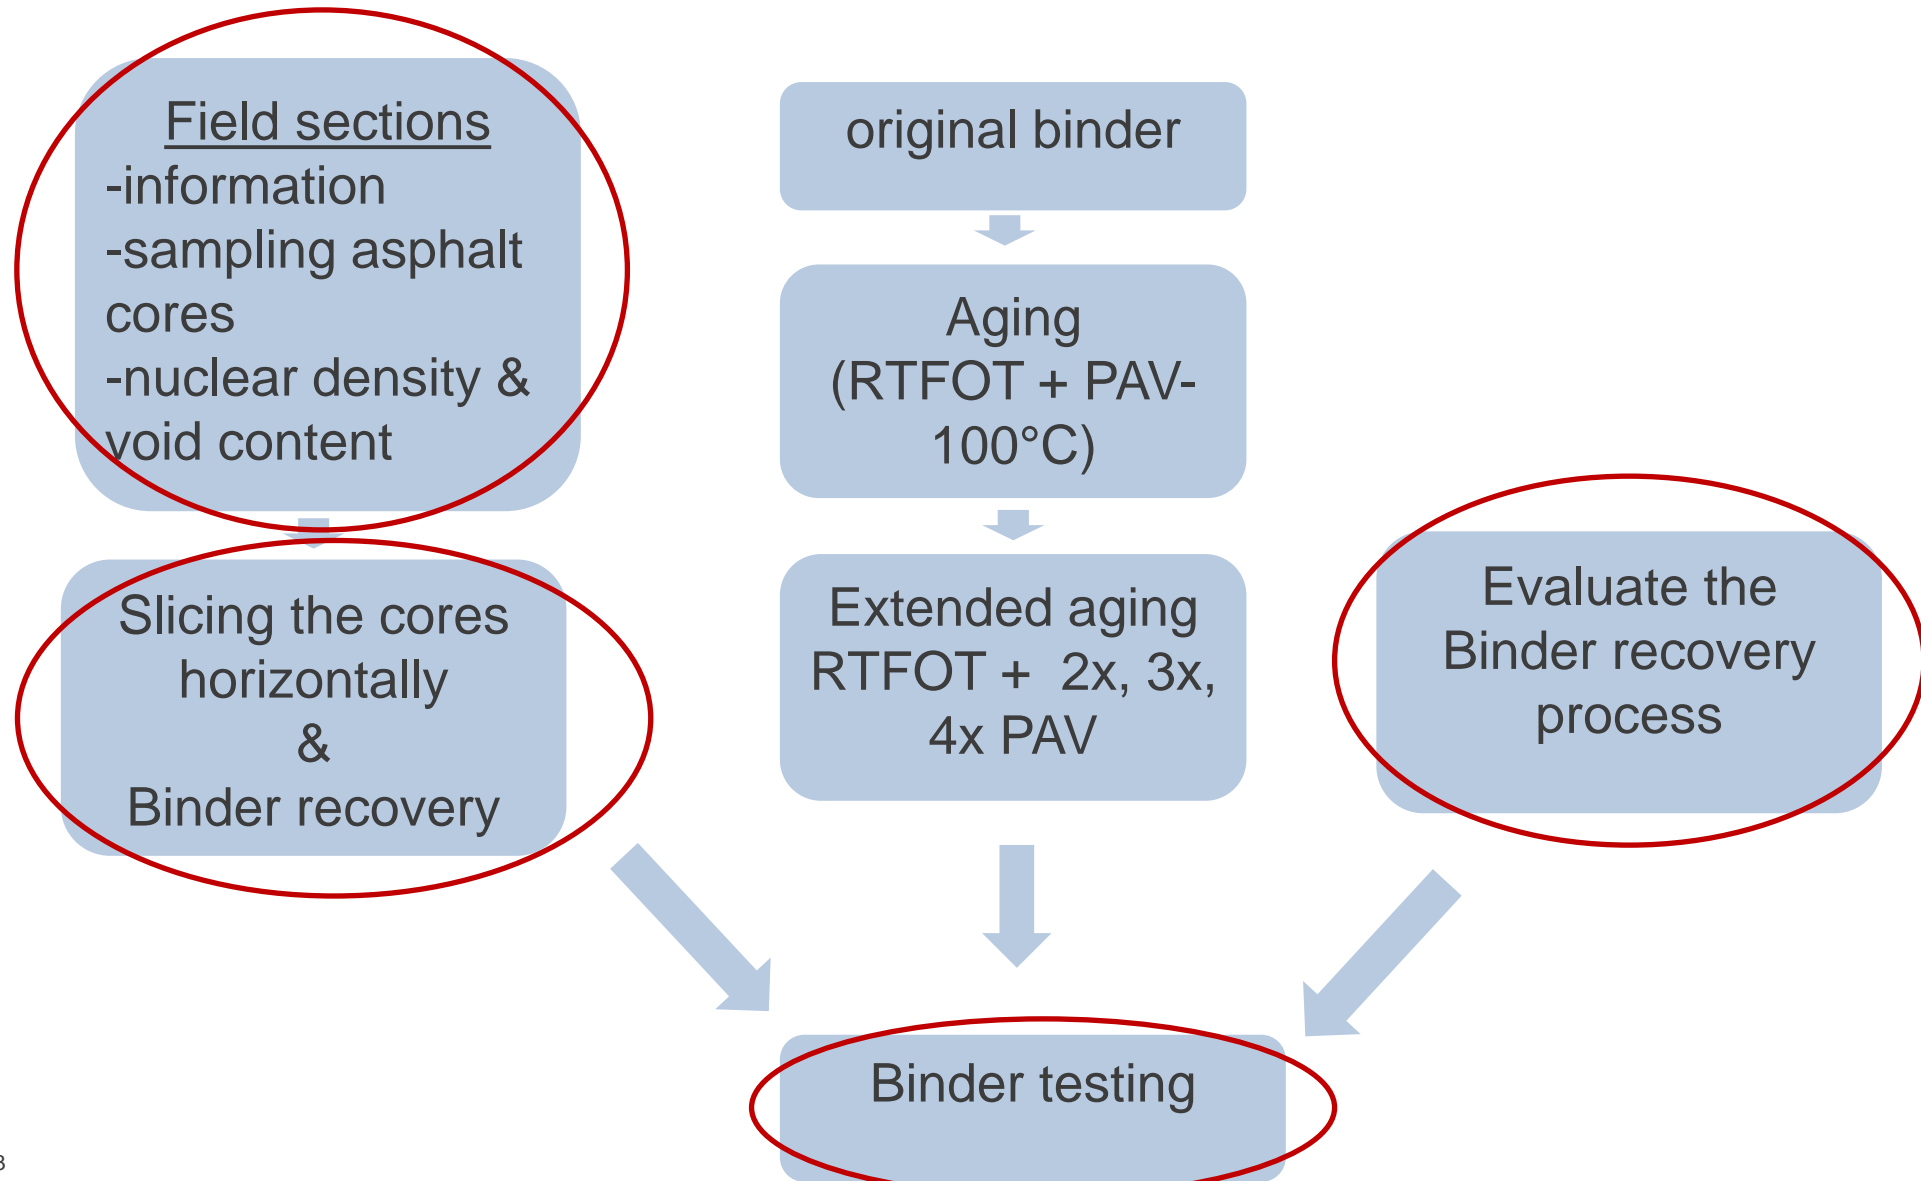 Field sections
-information
-sampling asphalt
cores
-nuclear density &
void content
Slicing the cores
horizontally
&
Binder recovery
original binder
Aging
(RTFOT + PAV-
100°C)
Extended aging
RTFOT +  2x, 3x,
4x PAV
Evaluate the
Binder recovery
process
Binder testing